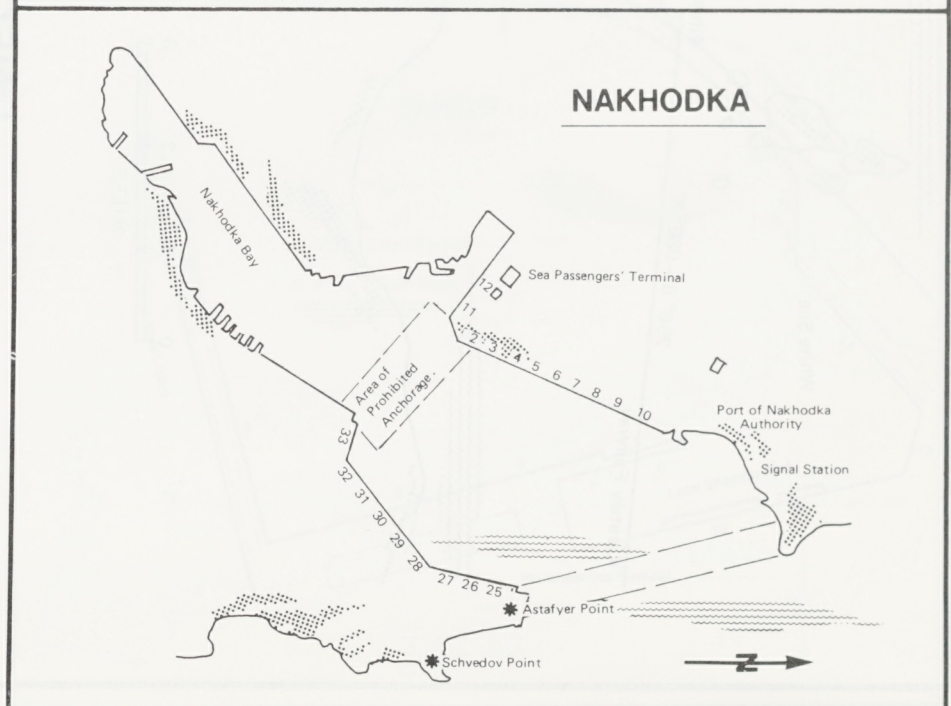 NAKHODKA
Nakhodka Bay
Sea Passengers' Terminal
12
11
2 3 4 5 6 7 8 9 10
Area of
Prohibited
Anchorage.
Port of Nakhodka
Authority
Signal Station
33
32
31
30
29
28
27 26 25
Astafyer Point
Schvedov Point
N